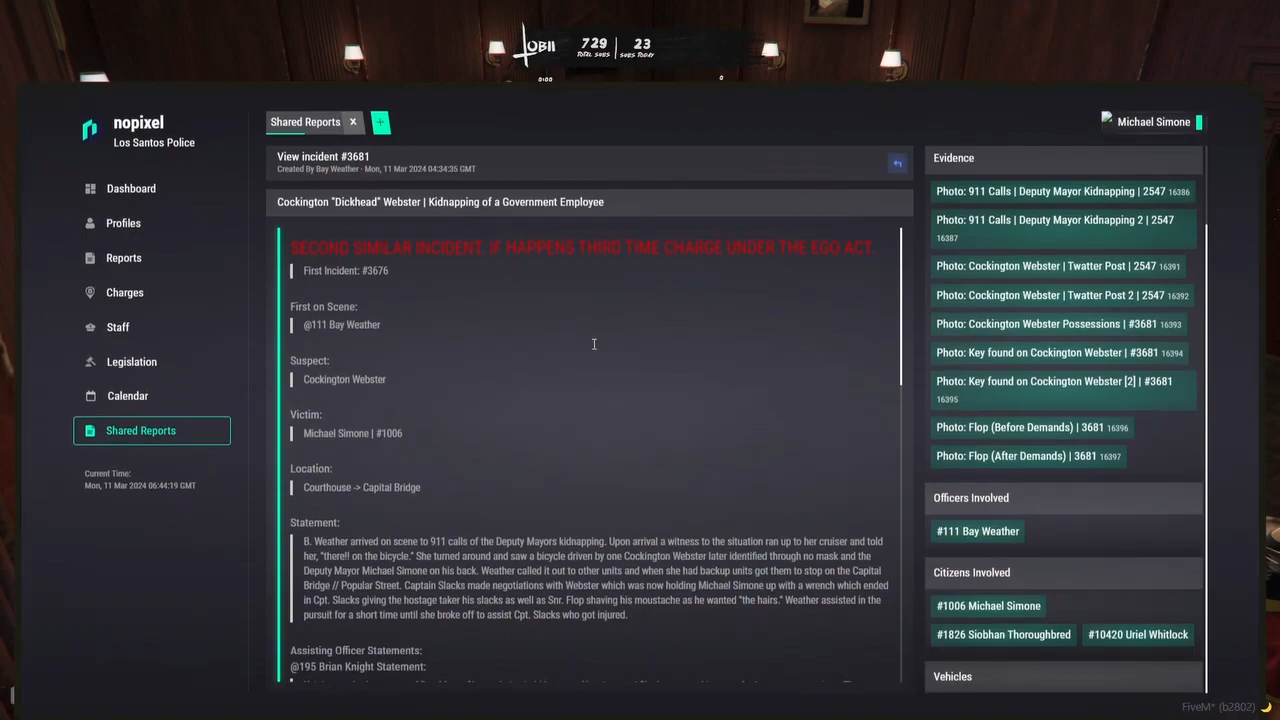 OBII 729 | 23
TOTAL SUBS SUBS TODAY
0:00 0
nopixel
Los Santos Police
Dashboard
Profiles
Reports
Charges
Staff
Legislation
Calendar
Shared Reports
Current Time:
Mon, 11 Mar 2024 06:44:19 GMT
Shared Reports x +
Michael Simone
View incident #3681
Created By Bay Weather · Mon, 11 Mar 2024 04:34:35 GMT
Cockington "Dickhead" Webster | Kidnapping of a Government Employee
SECOND SIMILAR INCIDENT. IF HAPPENS THIRD TIME CHARGE UNDER THE EGO ACT.
First Incident: #3676
First on Scene:
@111 Bay Weather
Suspect:
Cockington Webster
Victim:
Michael Simone | #1006
Location:
Courthouse -> Capital Bridge
Statement:
B. Weather arrived on scene to 911 calls of the Deputy Mayors kidnapping. Upon arrival a witness to the situation ran up to her cruiser and told
her, "there!! on the bicycle." She turned around and saw a bicycle driven by one Cockington Webster later identified through no mask and the
Deputy Mayor Michael Simone on his back. Weather called it out to other units and when she had backup units got them to stop on the Capital
Bridge // Popular Street. Captain Slacks made negotiations with Webster which was now holding Michael Simone up with a wrench which ended
in Cpt. Slacks giving the hostage taker his slacks as well as Snr. Flop shaving his moustache as he wanted "the hairs." Weather assisted in the
pursuit for a short time until she broke off to assist Cpt. Slacks who got injured.
Assisting Officer Statements:
@195 Brian Knight Statement:
Evidence
Photo: 911 Calls | Deputy Mayor Kidnapping | 2547 16386
Photo: 911 Calls | Deputy Mayor Kidnapping 2 | 2547
16387
Photo: Cockington Webster | Twatter Post | 2547 16391
Photo: Cockington Webster | Twatter Post 2 | 2547 16392
Photo: Cockington Webster Possessions | #3681 16393
Photo: Key found on Cockington Webster | #3681 16394
Photo: Key found on Cockington Webster [2] | #3681
16395
Photo: Flop (Before Demands) | 3681 16396
Photo: Flop (After Demands) | 3681 16397
Officers Involved
#111 Bay Weather
Citizens Involved
#1006 Michael Simone
#1826 Siobhan Thoroughbred #10420 Uriel Whitlock
Vehicles
FiveM* (b2802)